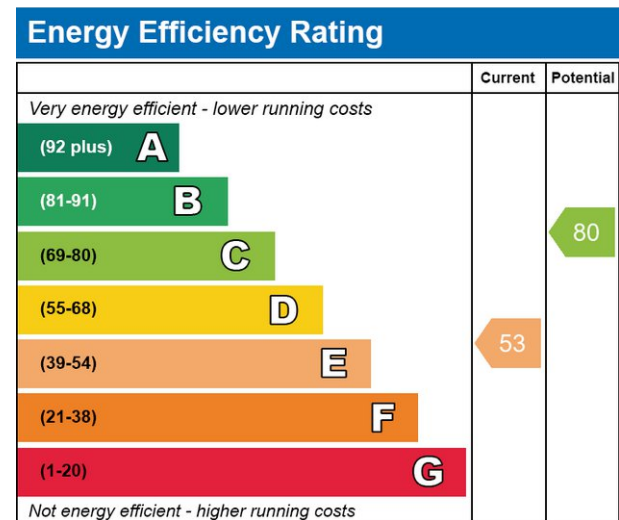 Energy Efficiency Rating
Current Potential
Very energy efficient - lower running costs
(92 plus) A
(81-91) B
(69-80) C
80
(55-68) D
(39-54) E
53
(21-38) F
(1-20) G
Not energy efficient - higher running costs